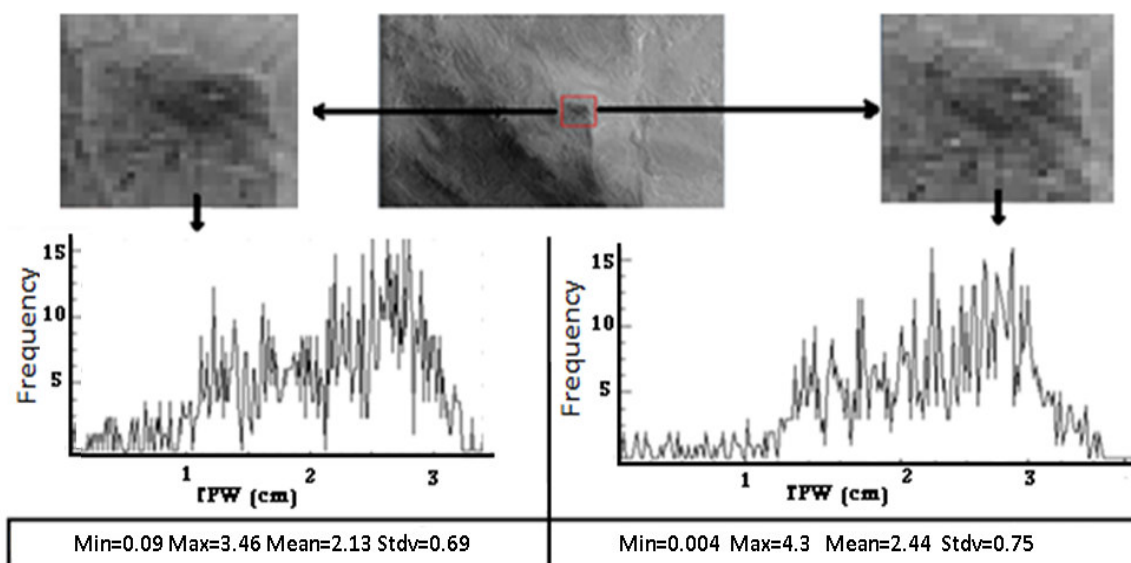 15
10
5
Frequency
1 2 3
TPW (cm)
15
10
5
Frequency
1 2 3
TPW (cm)
Min=0.09 Max=3.46 Mean=2.13 Stdv=0.69
Min=0.004 Max=4.3 Mean=2.44 Stdv=0.75